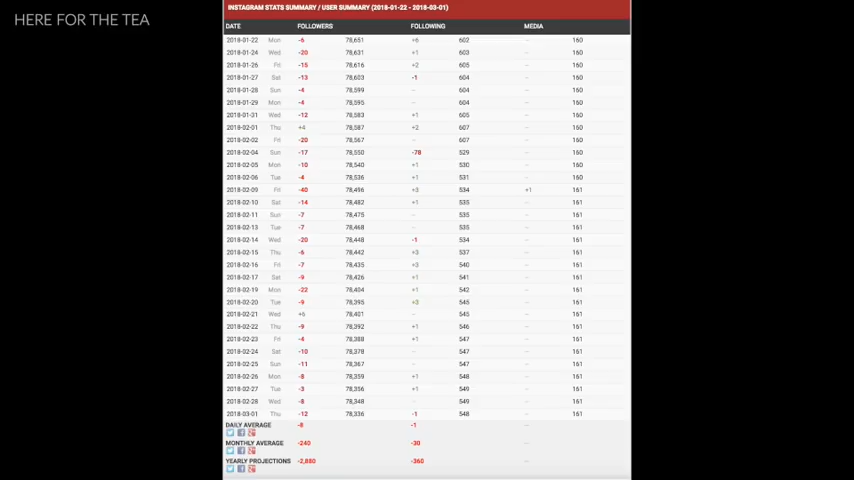 HERE FOR THE TEA
INSTAGRAM STATS SUMMARY / USER SUMMARY (2018-01-22 - 2018-03-01)
DATE FOLLOWERS FOLLOWING MEDIA
2018-01-22 Mon -6 78,651 +6 602 -- 160
2018-01-24 Wed -20 78,631 +1 603 -- 160
2018-01-26 Fri -15 78,616 +2 605 -- 160
2018-01-27 Sat -13 78,603 -1 604 -- 160
2018-01-28 Sun -4 78,599 -- 604 -- 160
2018-01-29 Mon -4 78,595 -- 604 -- 160
2018-01-31 Wed -12 78,583 +1 605 -- 160
2018-02-01 Thu +4 78,587 +2 607 -- 160
2018-02-02 Fri -20 78,567 -- 607 -- 160
2018-02-04 Sun -17 78,550 -78 529 -- 160
2018-02-05 Mon -10 78,540 +1 530 -- 160
2018-02-06 Tue -4 78,536 +1 531 -- 160
2018-02-09 Fri -40 78,496 +3 534 +1 161
2018-02-10 Sat -14 78,482 +1 535 -- 161
2018-02-11 Sun -7 78,475 -- 535 -- 161
2018-02-13 Tue -7 78,468 -- 535 -- 161
2018-02-14 Wed -20 78,448 -1 534 -- 161
2018-02-15 Thu -6 78,442 +3 537 -- 161
2018-02-16 Fri -7 78,435 +3 540 -- 161
2018-02-17 Sat -9 78,426 +1 541 -- 161
2018-02-19 Mon -22 78,404 +1 542 -- 161
2018-02-20 Tue -9 78,395 +3 545 -- 161
2018-02-21 Wed +6 78,401 -- 545 -- 161
2018-02-22 Thu -9 78,392 +1 546 -- 161
2018-02-23 Fri -4 78,388 +1 547 -- 161
2018-02-24 Sat -10 78,378 -- 547 -- 161
2018-02-25 Sun -11 78,367 -- 547 -- 161
2018-02-26 Mon -8 78,359 +1 548 -- 161
2018-02-27 Tue -3 78,356 +1 549 -- 161
2018-02-28 Wed -8 78,348 -- 549 -- 161
2018-03-01 Thu -12 78,336 -1 548 -- 161
DAILY AVERAGE -8 -1 --
MONTHLY AVERAGE -240 -30 --
YEARLY PROJECTIONS -2,880 -360 --